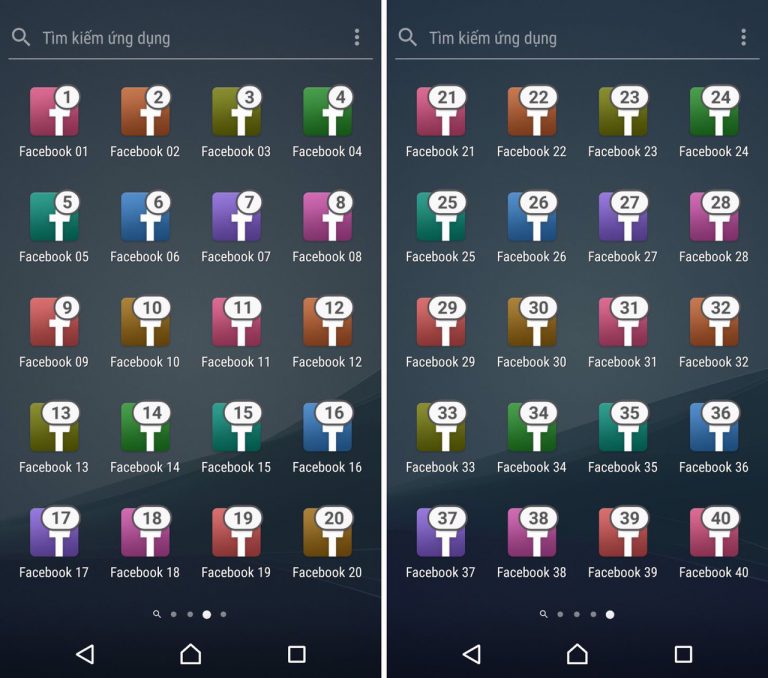 Tìm kiếm ứng dụng
1 2 3 4
Facebook 01 Facebook 02 Facebook 03 Facebook 04
5 6 7 8
Facebook 05 Facebook 06 Facebook 07 Facebook 08
9 10 11 12
Facebook 09 Facebook 10 Facebook 11 Facebook 12
13 14 15 16
Facebook 13 Facebook 14 Facebook 15 Facebook 16
17 18 19 20
Facebook 17 Facebook 18 Facebook 19 Facebook 20
Tìm kiếm ứng dụng
21 22 23 24
Facebook 21 Facebook 22 Facebook 23 Facebook 24
25 26 27 28
Facebook 25 Facebook 26 Facebook 27 Facebook 28
29 30 31 32
Facebook 29 Facebook 30 Facebook 31 Facebook 32
33 34 35 36
Facebook 33 Facebook 34 Facebook 35 Facebook 36
37 38 39 40
Facebook 37 Facebook 38 Facebook 39 Facebook 40